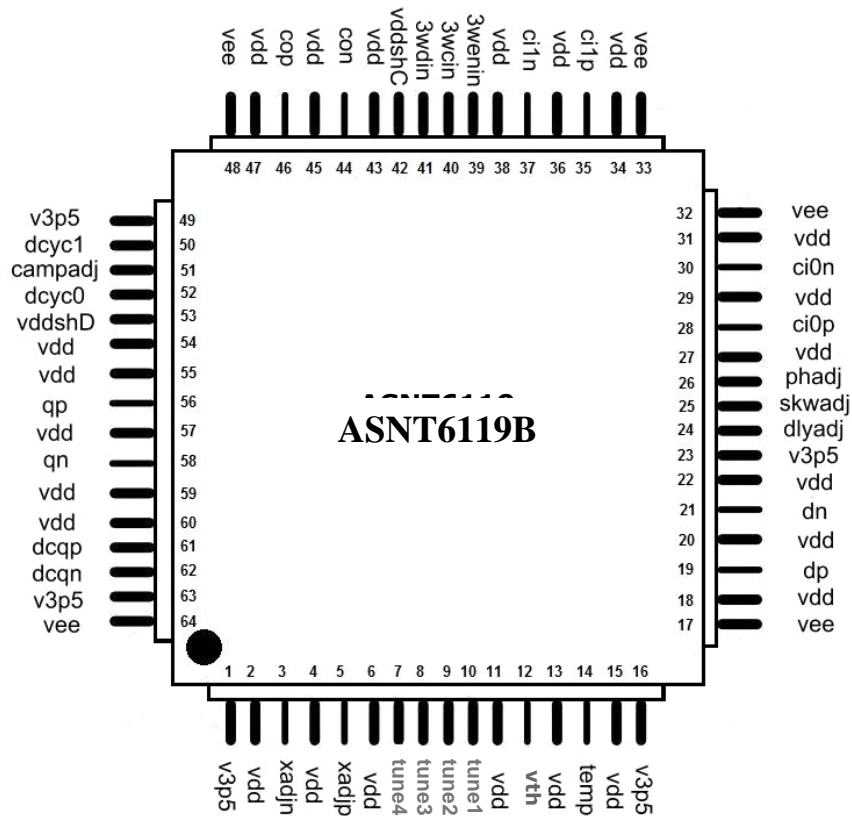 vee vdd cop vdd con vdd vddshC 3wdin 3wcin 3wenin vdd ci1n vdd ci1p vdd vee
48 47 46 45 44 43 42 41 40 39 38 37 36 35 34 33
v3p5 49
dcyc1 50
campadj 51
dcyc0 52
vddshD 53
vdd 54
vdd 55
qp 56
vdd 57
qn 58
vdd 59
vdd 60
dcqp 61
dcqn 62
v3p5 63
vee 64
ASNT6119B
32 vee
31 vdd
30 ci0n
29 vdd
28 ci0p
27 vdd
26 phadj
25 skwadj
24 dlyadj
23 v3p5
22 vdd
21 dn
20 vdd
19 dp
18 vdd
17 vee
1 2 3 4 5 6 7 8 9 10 11 12 13 14 15 16
v3p5 vdd xadjn vdd xadjp vdd tune4 tune3 tune2 tune1 vdd vth vdd temp vdd v3p5